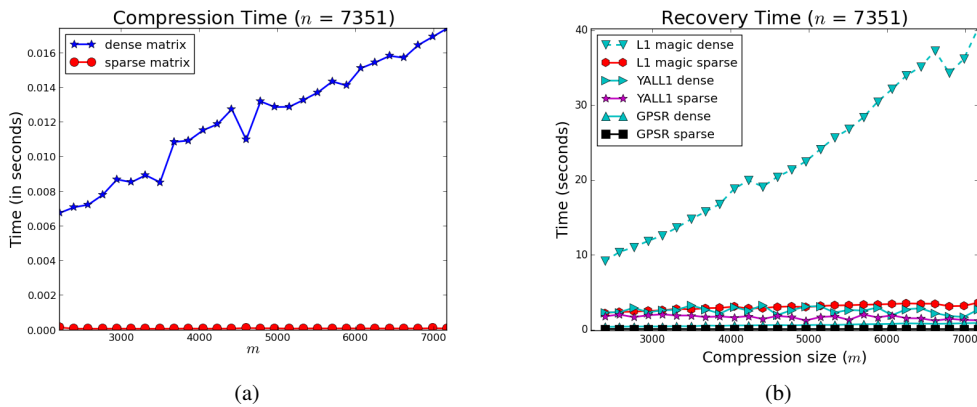 Compression Time (n = 7351)
dense matrix
sparse matrix
0.016
0.014
0.012
0.010
0.008
0.006
0.004
0.002
0.000
Time (in seconds)
3000 4000 5000 6000 7000
m
(a)
Recovery Time (n = 7351)
L1 magic dense
L1 magic sparse
YALL1 dense
YALL1 sparse
GPSR dense
GPSR sparse
40
30
20
10
0
Time (seconds)
3000 4000 5000 6000 7000
Compression size (m)
(b)